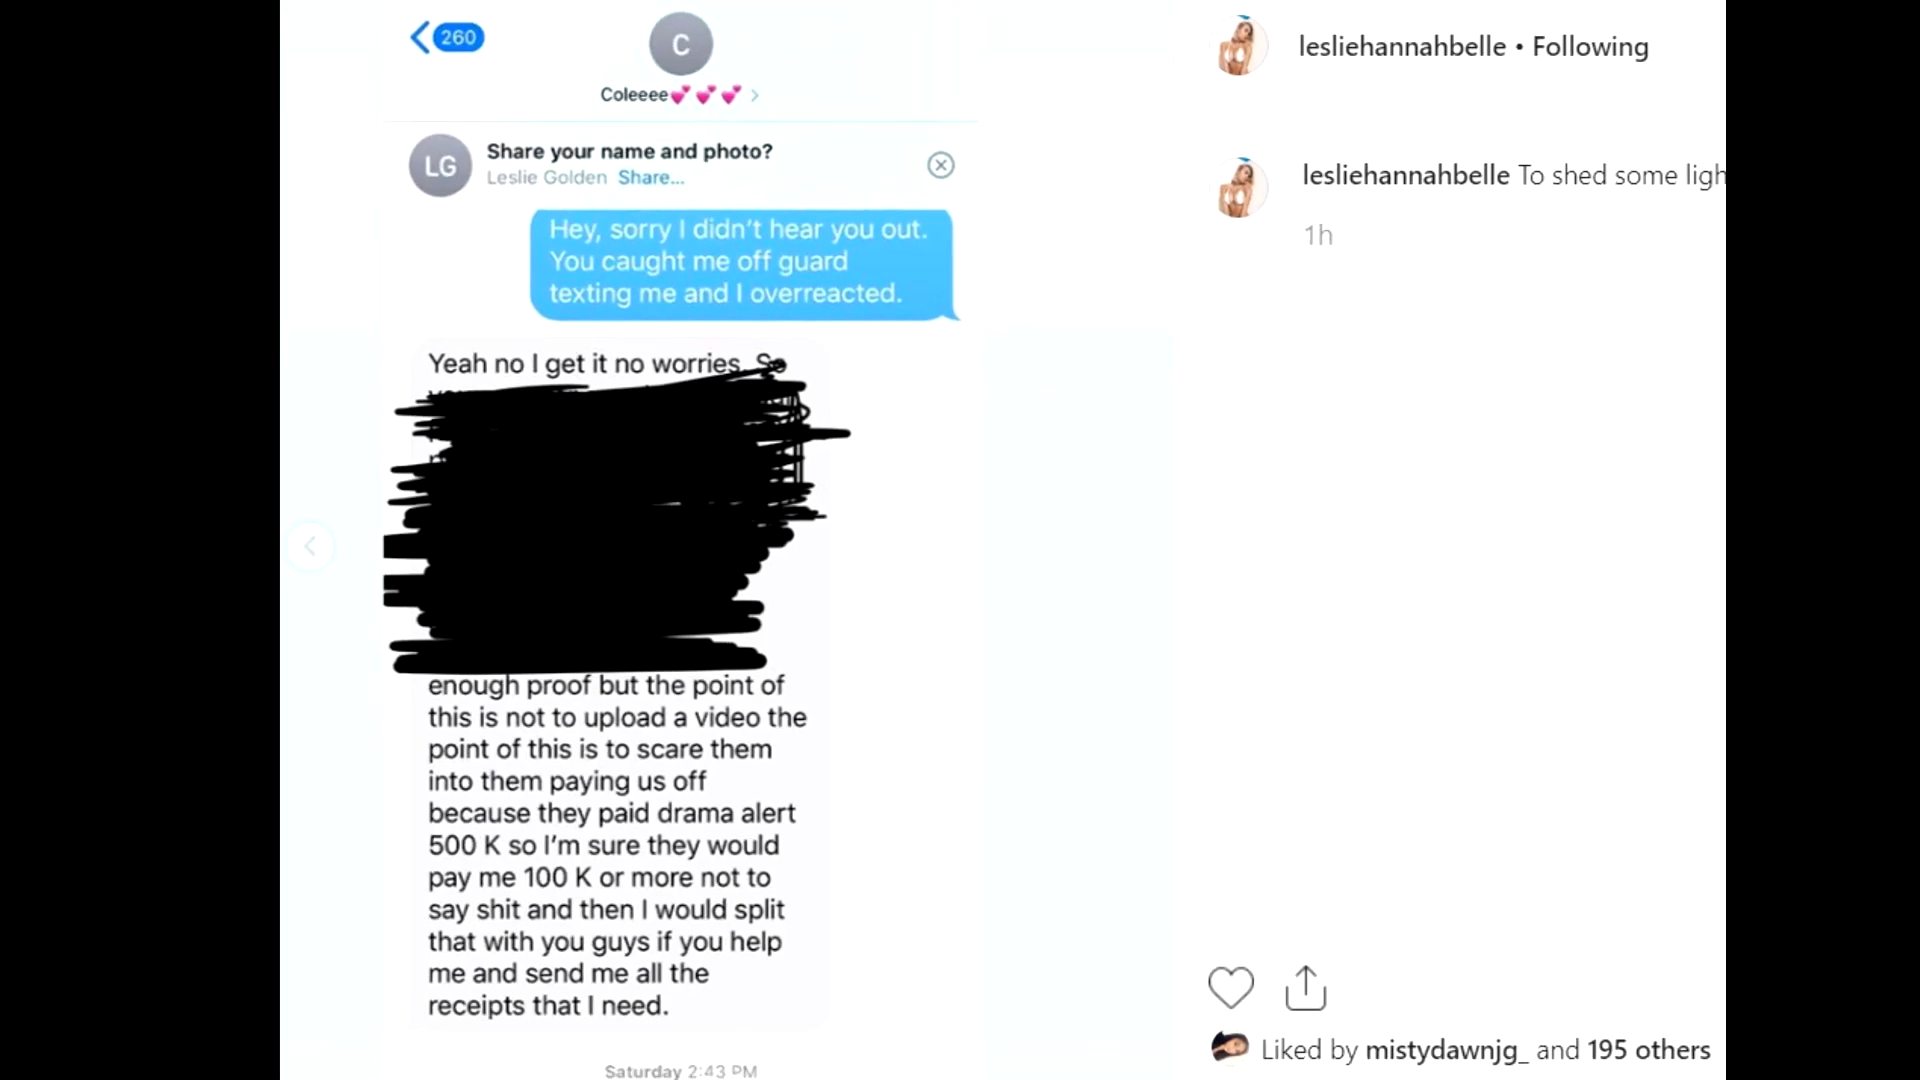 260
C
Coleeee💕💕💕
LG
Share your name and photo?
Leslie Golden Share...
Hey, sorry I didn't hear you out.
You caught me off guard
texting me and I overreacted.
Yeah no I get it no worries. So
enough proof but the point of
this is not to upload a video the
point of this is to scare them
into them paying us off
because they paid drama alert
500 K so I'm sure they would
pay me 100 K or more not to
say shit and then I would split
that with you guys if you help
me and send me all the
receipts that I need.
Saturday 2:43 PM
lesliehannahbelle • Following
lesliehannahbelle To shed some ligh
1h
Liked by mistydawnjg_ and 195 others